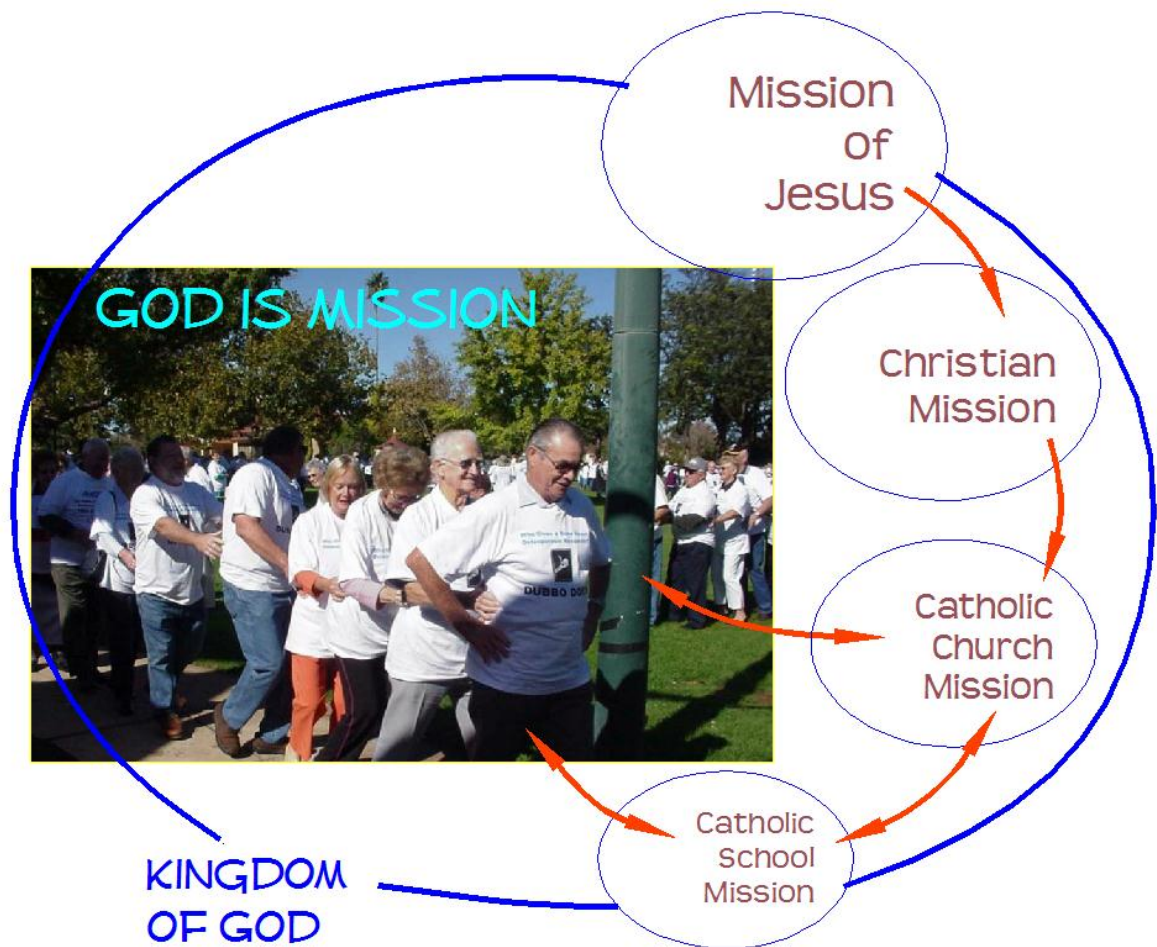 Mission
of
Jesus
GOD IS MISSION
Christian
Mission
Catholic
Church
Mission
DUBBO
Catholic
School
Mission
KINGDOM
OF GOD